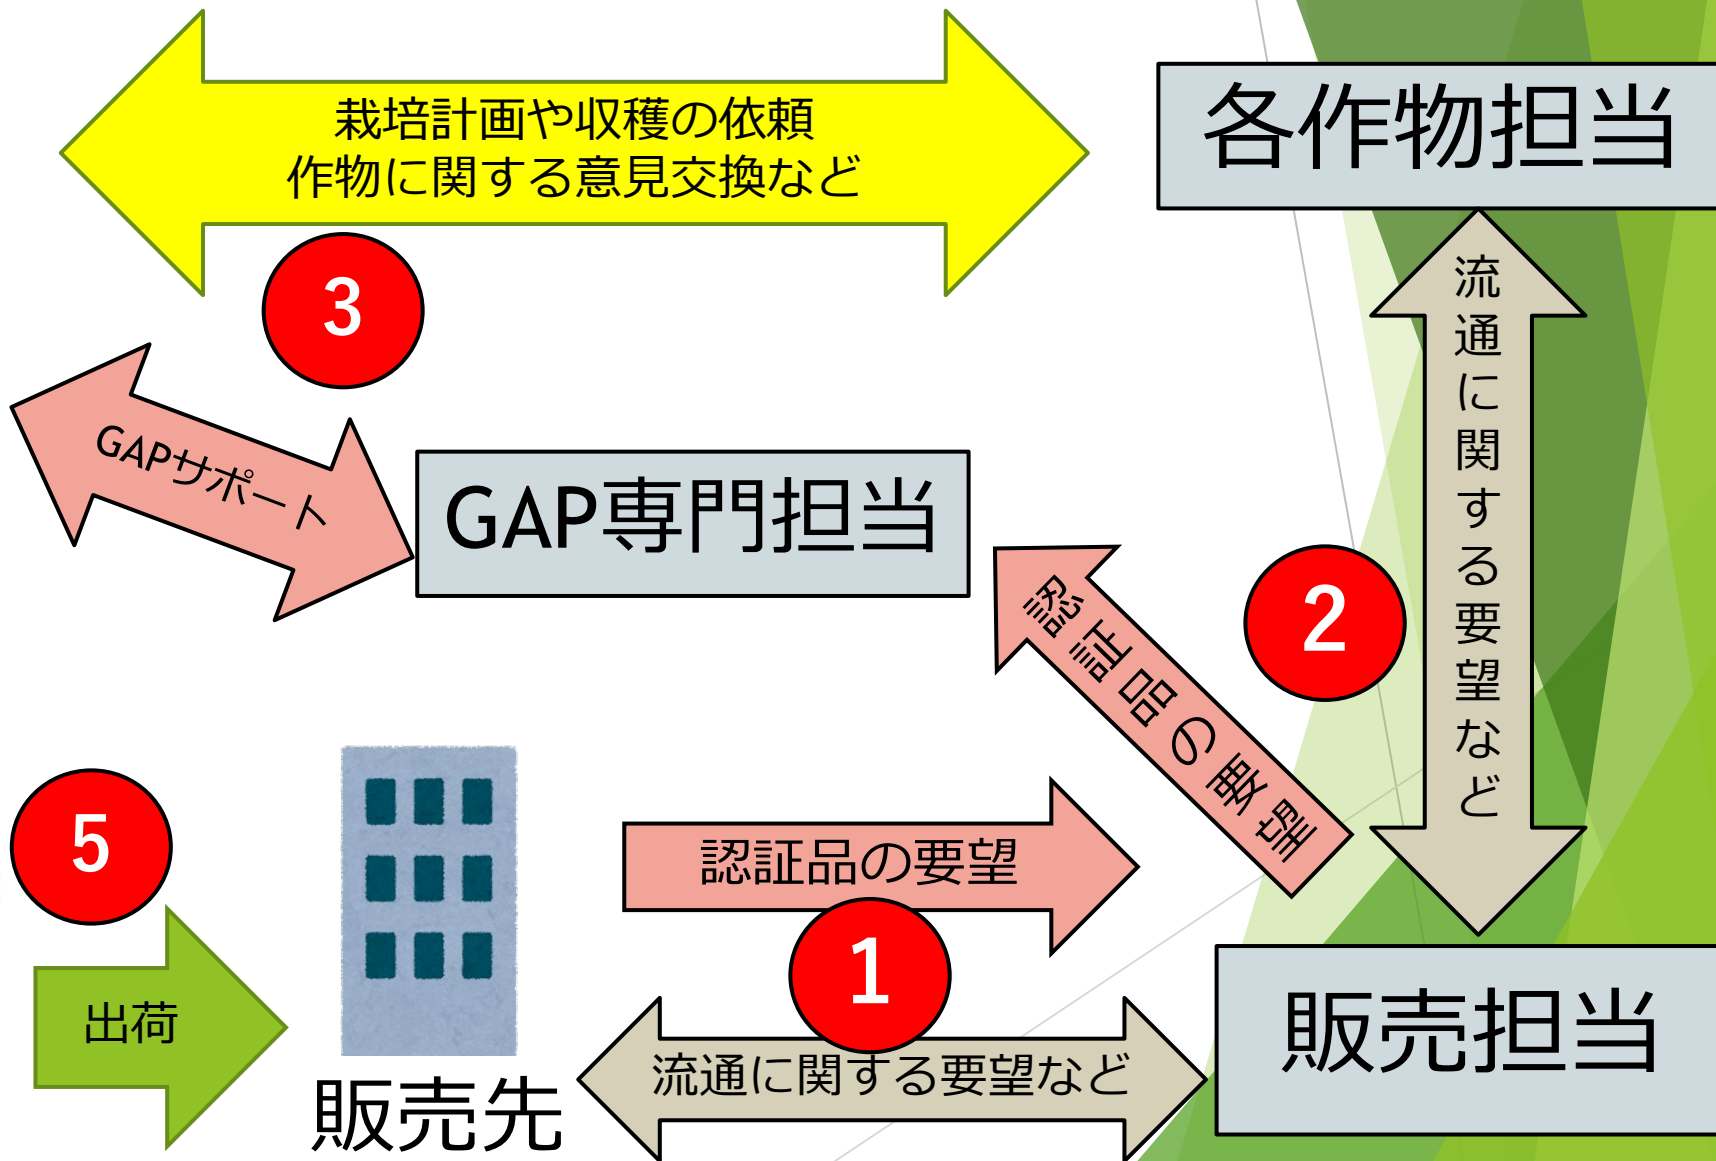 栽培計画や収穫の依頼
作物に関する意見交換など
各作物担当
3
流通に関する要望など
GAPサポート
GAP専門担当
認証品の要望
2
5
認証品の要望
1
出荷
流通に関する要望など
販売担当
販売先